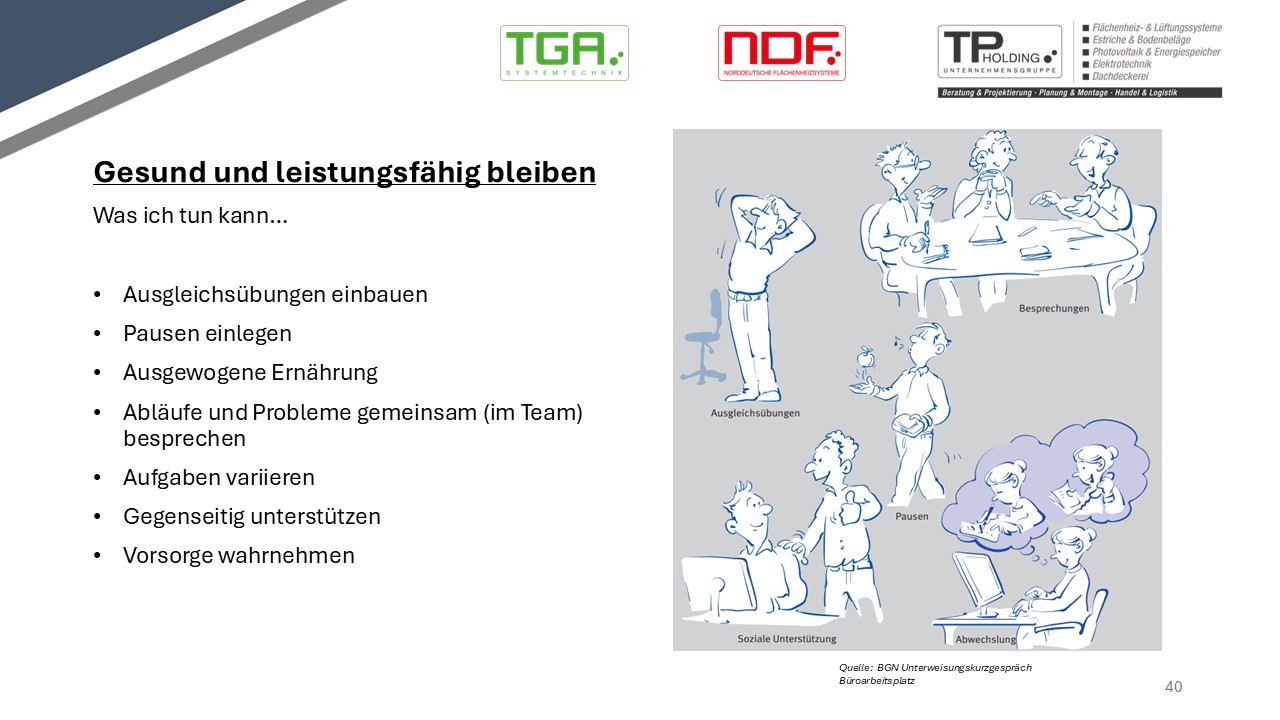 TGA
SYSTEMTECHNIK
NDF
NORDDEUTSCHE FLÄCHENHEIZSYSTEME
TP HOLDING
UNTERNEHMENSGRUPPE
Flächenheiz- & Lüftungssysteme
Estriche & Bodenbeläge
Photovoltaik & Energiespeicher
Elektrotechnik
Dachdeckerei
Beratung & Projektierung · Planung & Montage · Handel & Logistik
Gesund und leistungsfähig bleiben
Was ich tun kann...
• Ausgleichsübungen einbauen
• Pausen einlegen
• Ausgewogene Ernährung
• Abläufe und Probleme gemeinsam (im Team)
besprechen
• Aufgaben variieren
• Gegenseitig unterstützen
• Vorsorge wahrnehmen
Besprechungen
Ausgleichsübungen
Pausen
Soziale Unterstützung
Abwechslung
Quelle: BGN Unterweisungskurzgespräch
Büroarbeitsplatz
40